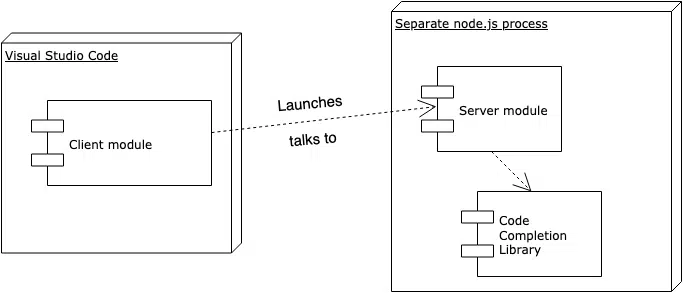 Visual Studio Code
Client module
Launches
talks to
Separate node.js process
Server module
Code
Completion
Library